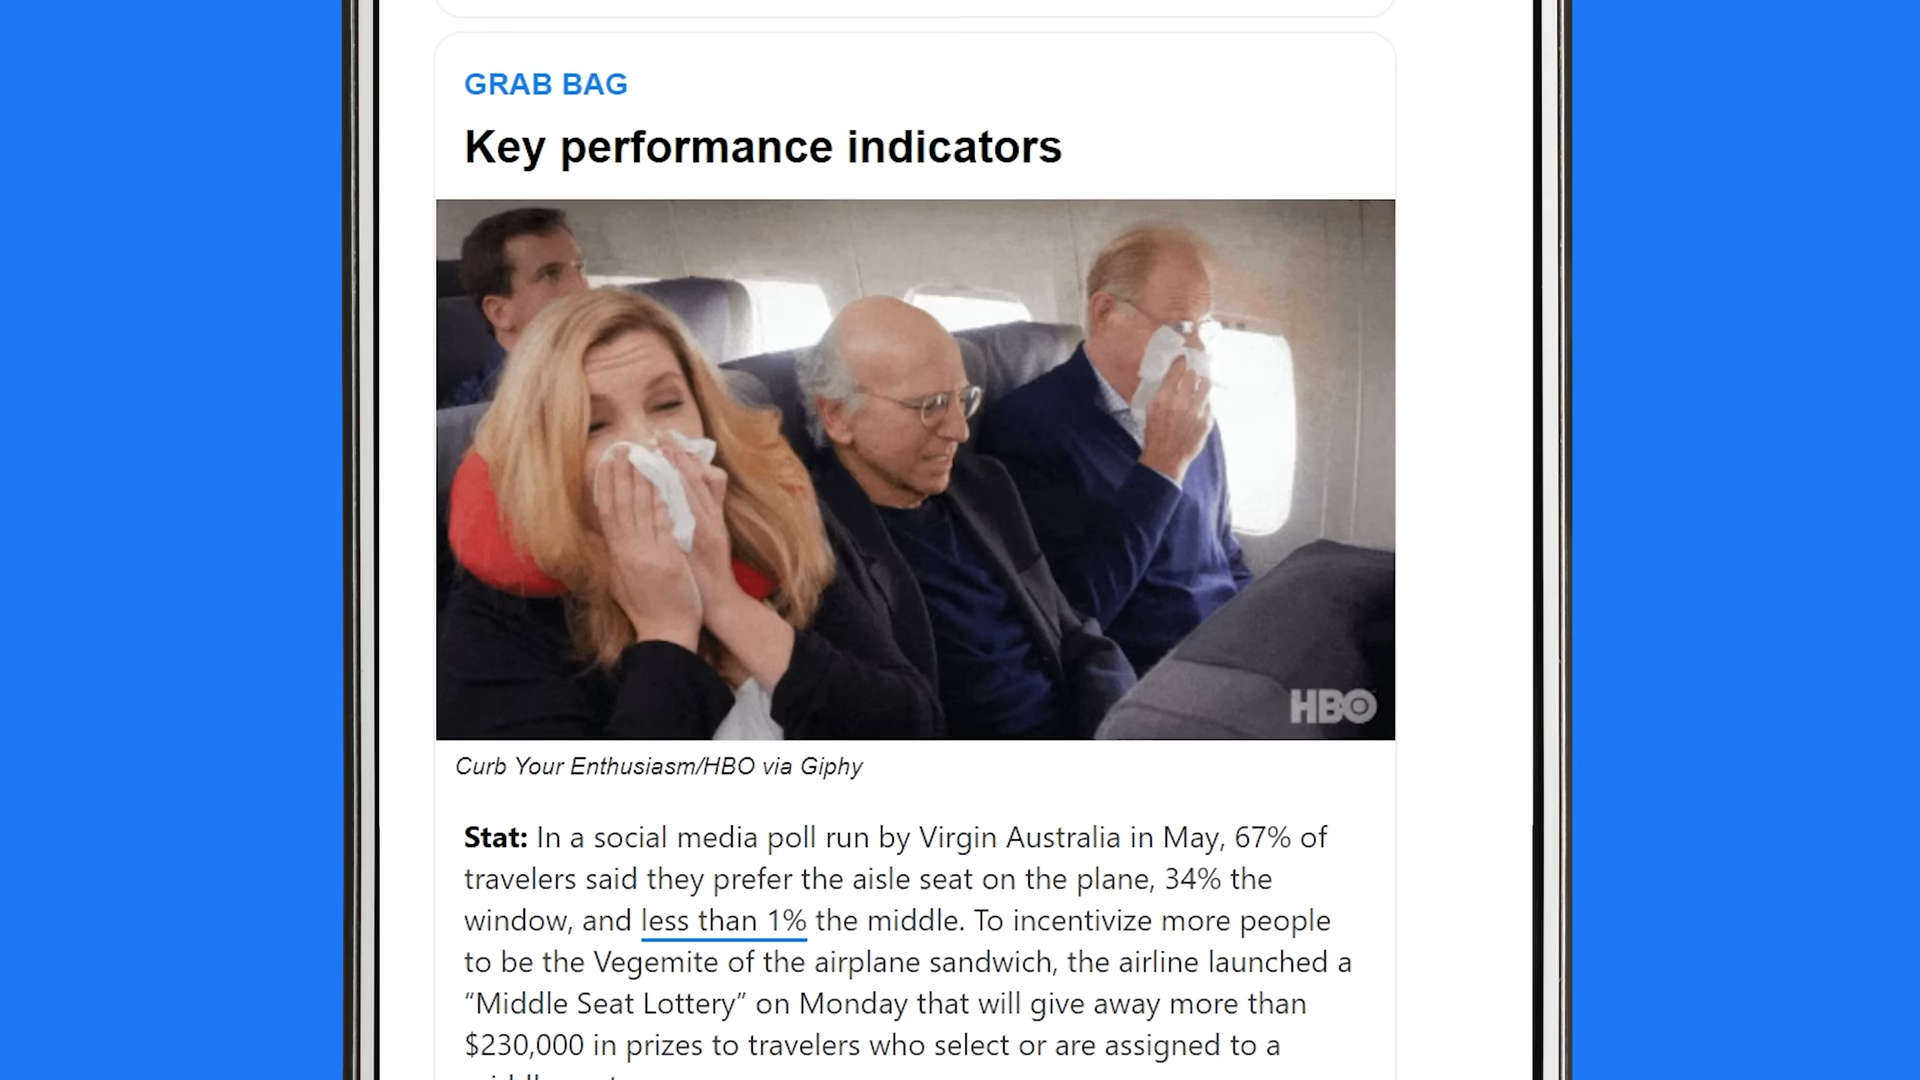 GRAB BAG
Key performance indicators
HBO
Curb Your Enthusiasm/HBO via Giphy
Stat: In a social media poll run by Virgin Australia in May, 67% of
travelers said they prefer the aisle seat on the plane, 34% the
window, and less than 1% the middle. To incentivize more people
to be the Vegemite of the airplane sandwich, the airline launched a
“Middle Seat Lottery” on Monday that will give away more than
$230,000 in prizes to travelers who select or are assigned to a